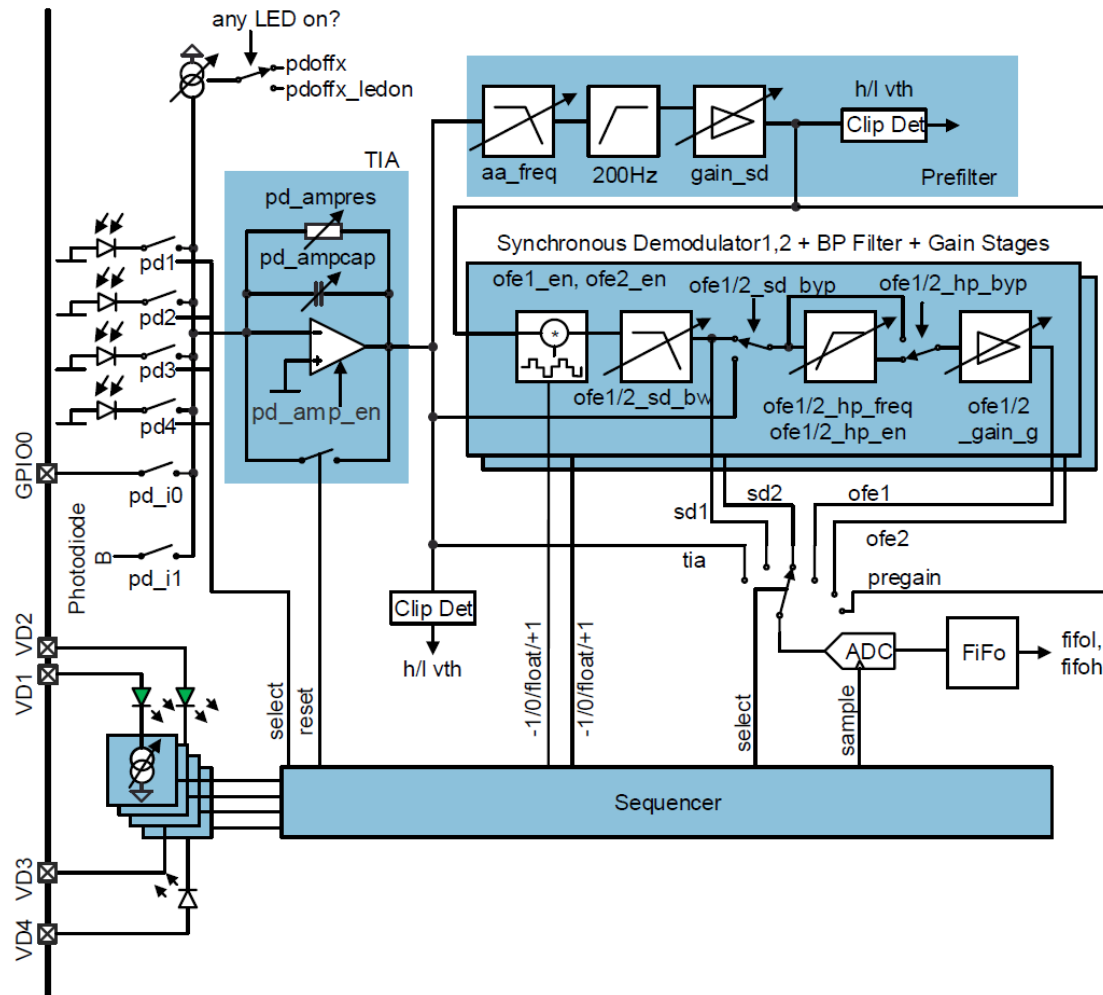 any LED on?
pdoffx
pdoffx_ledon
h/l vth
Clip Det
aa_freq
200Hz
gain_sd
Prefilter
TIA
pd_ampres
pd_ampcap
pd_amp_en
pd1
pd2
pd3
pd4
GPIO0
pd_i0
pd_i1
Photodiode
B
Synchronous Demodulator1,2 + BP Filter + Gain Stages
ofe1_en, ofe2_en
ofe1/2_sd_byp
ofe1/2_hp_byp
*
ofe1/2_sd_bw
ofe1/2_hp_freq
ofe1/2_hp_en
ofe1/2
_gain_g
sd1
sd2
ofe1
ofe2
tia
pregain
Clip Det
h/l vth
ADC
FiFo
fifol,
fifoh
VD2
VD1
select
reset
-1/0/float/+1
-1/0/float/+1
select
sample
Sequencer
VD3
VD4